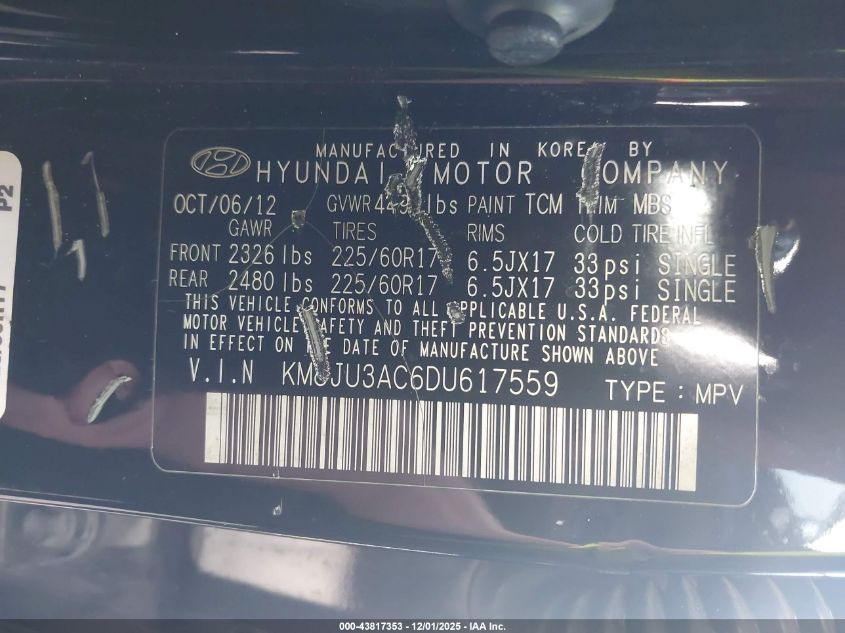 MANUFACTURED IN KOREA BY
HYUNDAI MOTOR COMPANY
OCT/06/12 GVWR lbs PAINT TCM TRIM MBS
GAWR TIRES RIMS COLD TIRE INFL
FRONT 2326 lbs 225/60R17 6.5JX17 33psi SINGLE
REAR 2480 lbs 225/60R17 6.5JX17 33psi SINGLE
THIS VEHICLE CONFORMS TO ALL APPLICABLE U.S.A. FEDERAL
MOTOR VEHICLE SAFETY AND THEFT PREVENTION STANDARDS
IN EFFECT ON THE DATE OF MANUFACTURE SHOWN ABOVE
V.I.N KM8JU3AC6DU617559 TYPE: MPV
P2
000-43817353 - 12/01/2025 - IAA Inc.